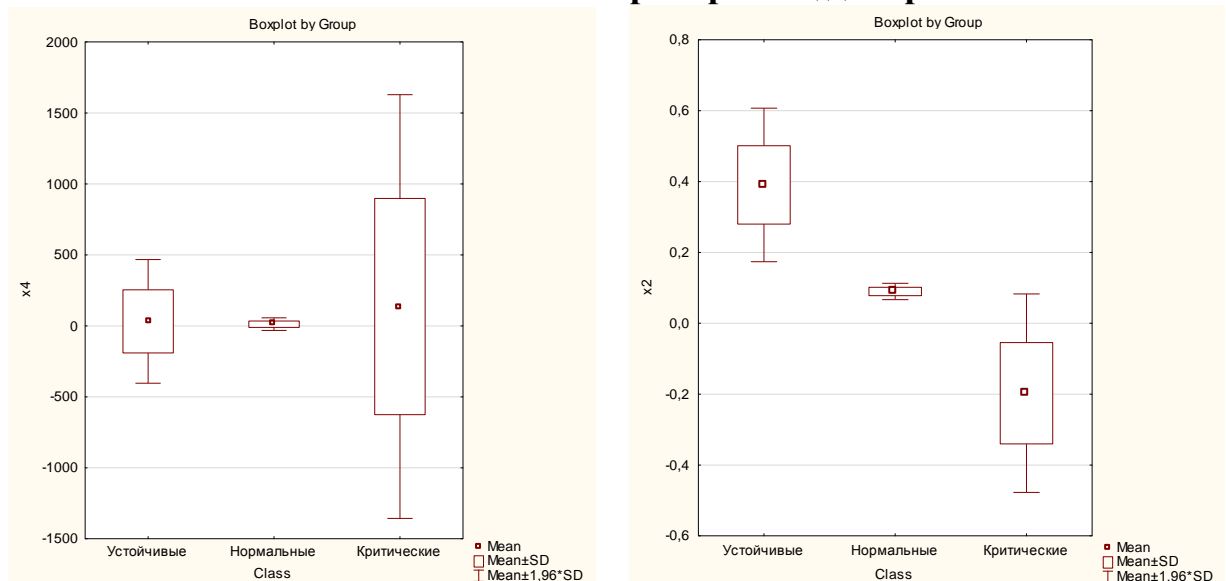 Boxplot by Group
2000
1500
1000
500
0
-500
-1000
-1500
x4
Устойчивые Нормальные Критические
Class
Mean
Mean±SD
Mean±1,96*SD
Boxplot by Group
0,8
0,6
0,4
0,2
0,0
-0,2
-0,4
-0,6
x2
Устойчивые Нормальные Критические
Class
Mean
Mean±SD
Mean±1,96*SD